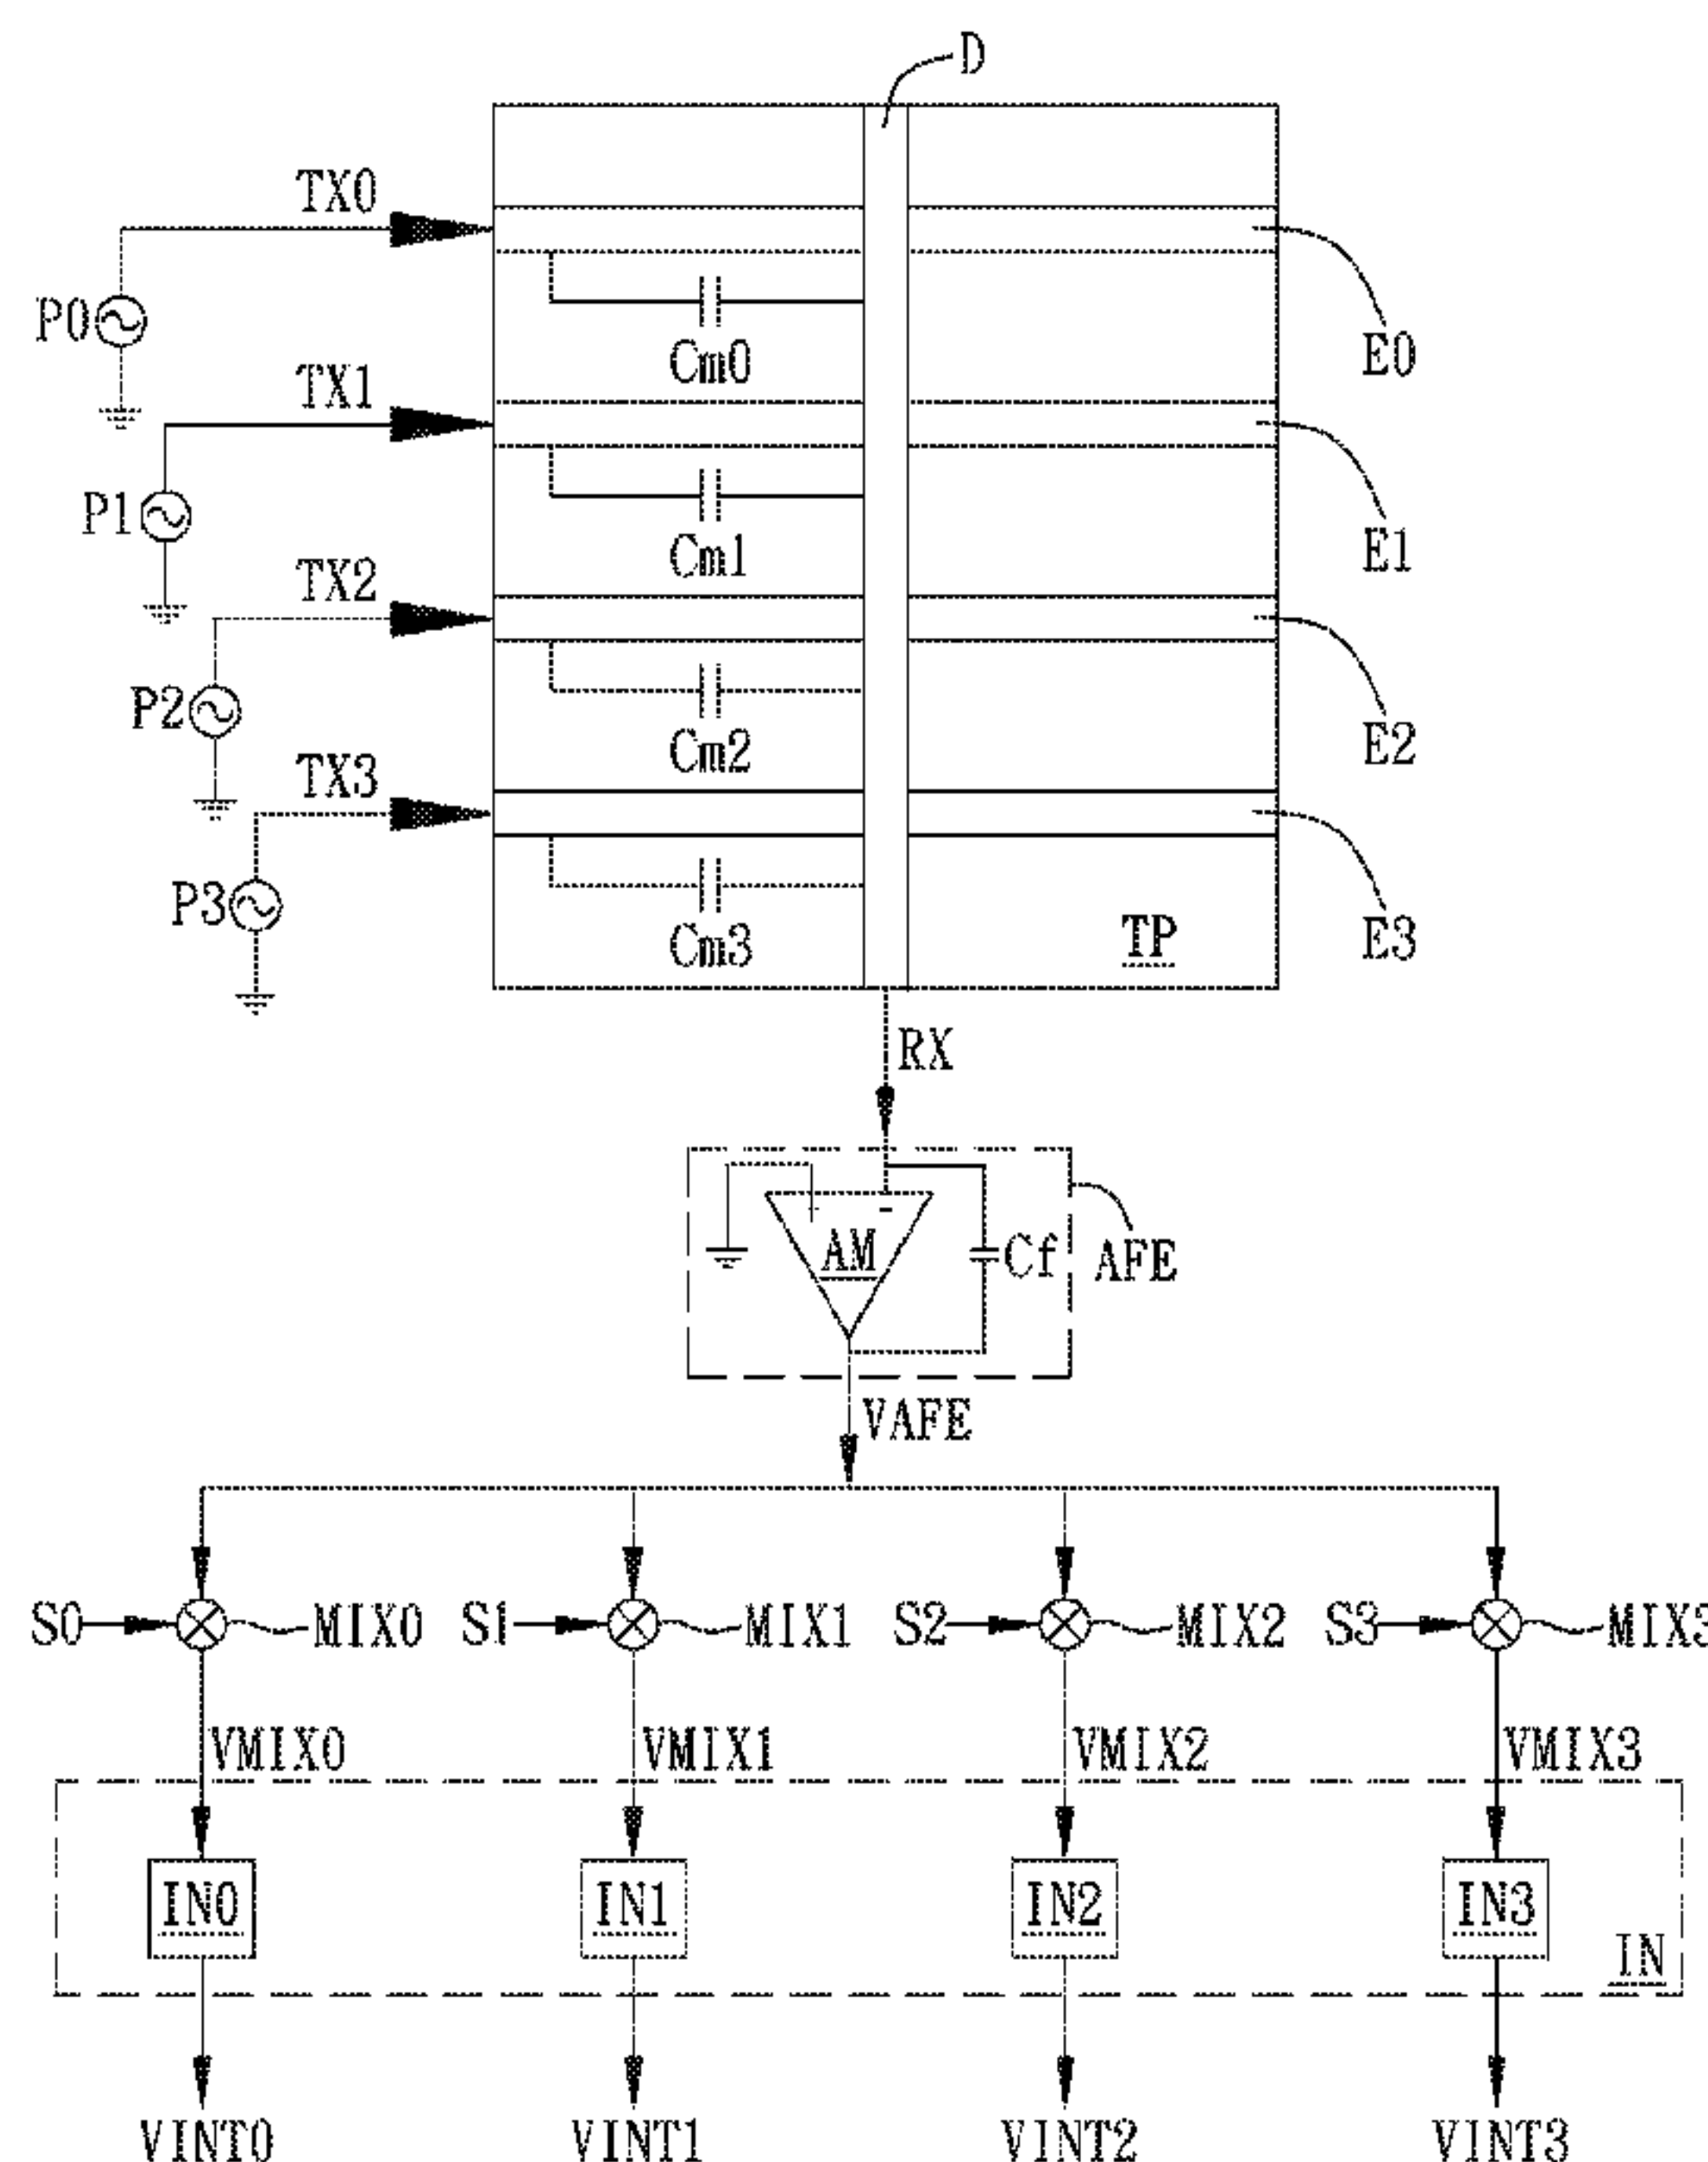 D
TX0
P0
Cm0
E0
TX1
P1
Cm1
E1
TX2
P2
Cm2
E2
TX3
P3
Cm3
TP
E3
RX
+ -
AM
Cf
AFE
VAFE
S0 MIX0 S1 MIX1 S2 MIX2 S3 MIX3
VMIX0 VMIX1 VMIX2 VMIX3
IN0 IN1 IN2 IN3
IN
VINT0 VINT1 VINT2 VINT3